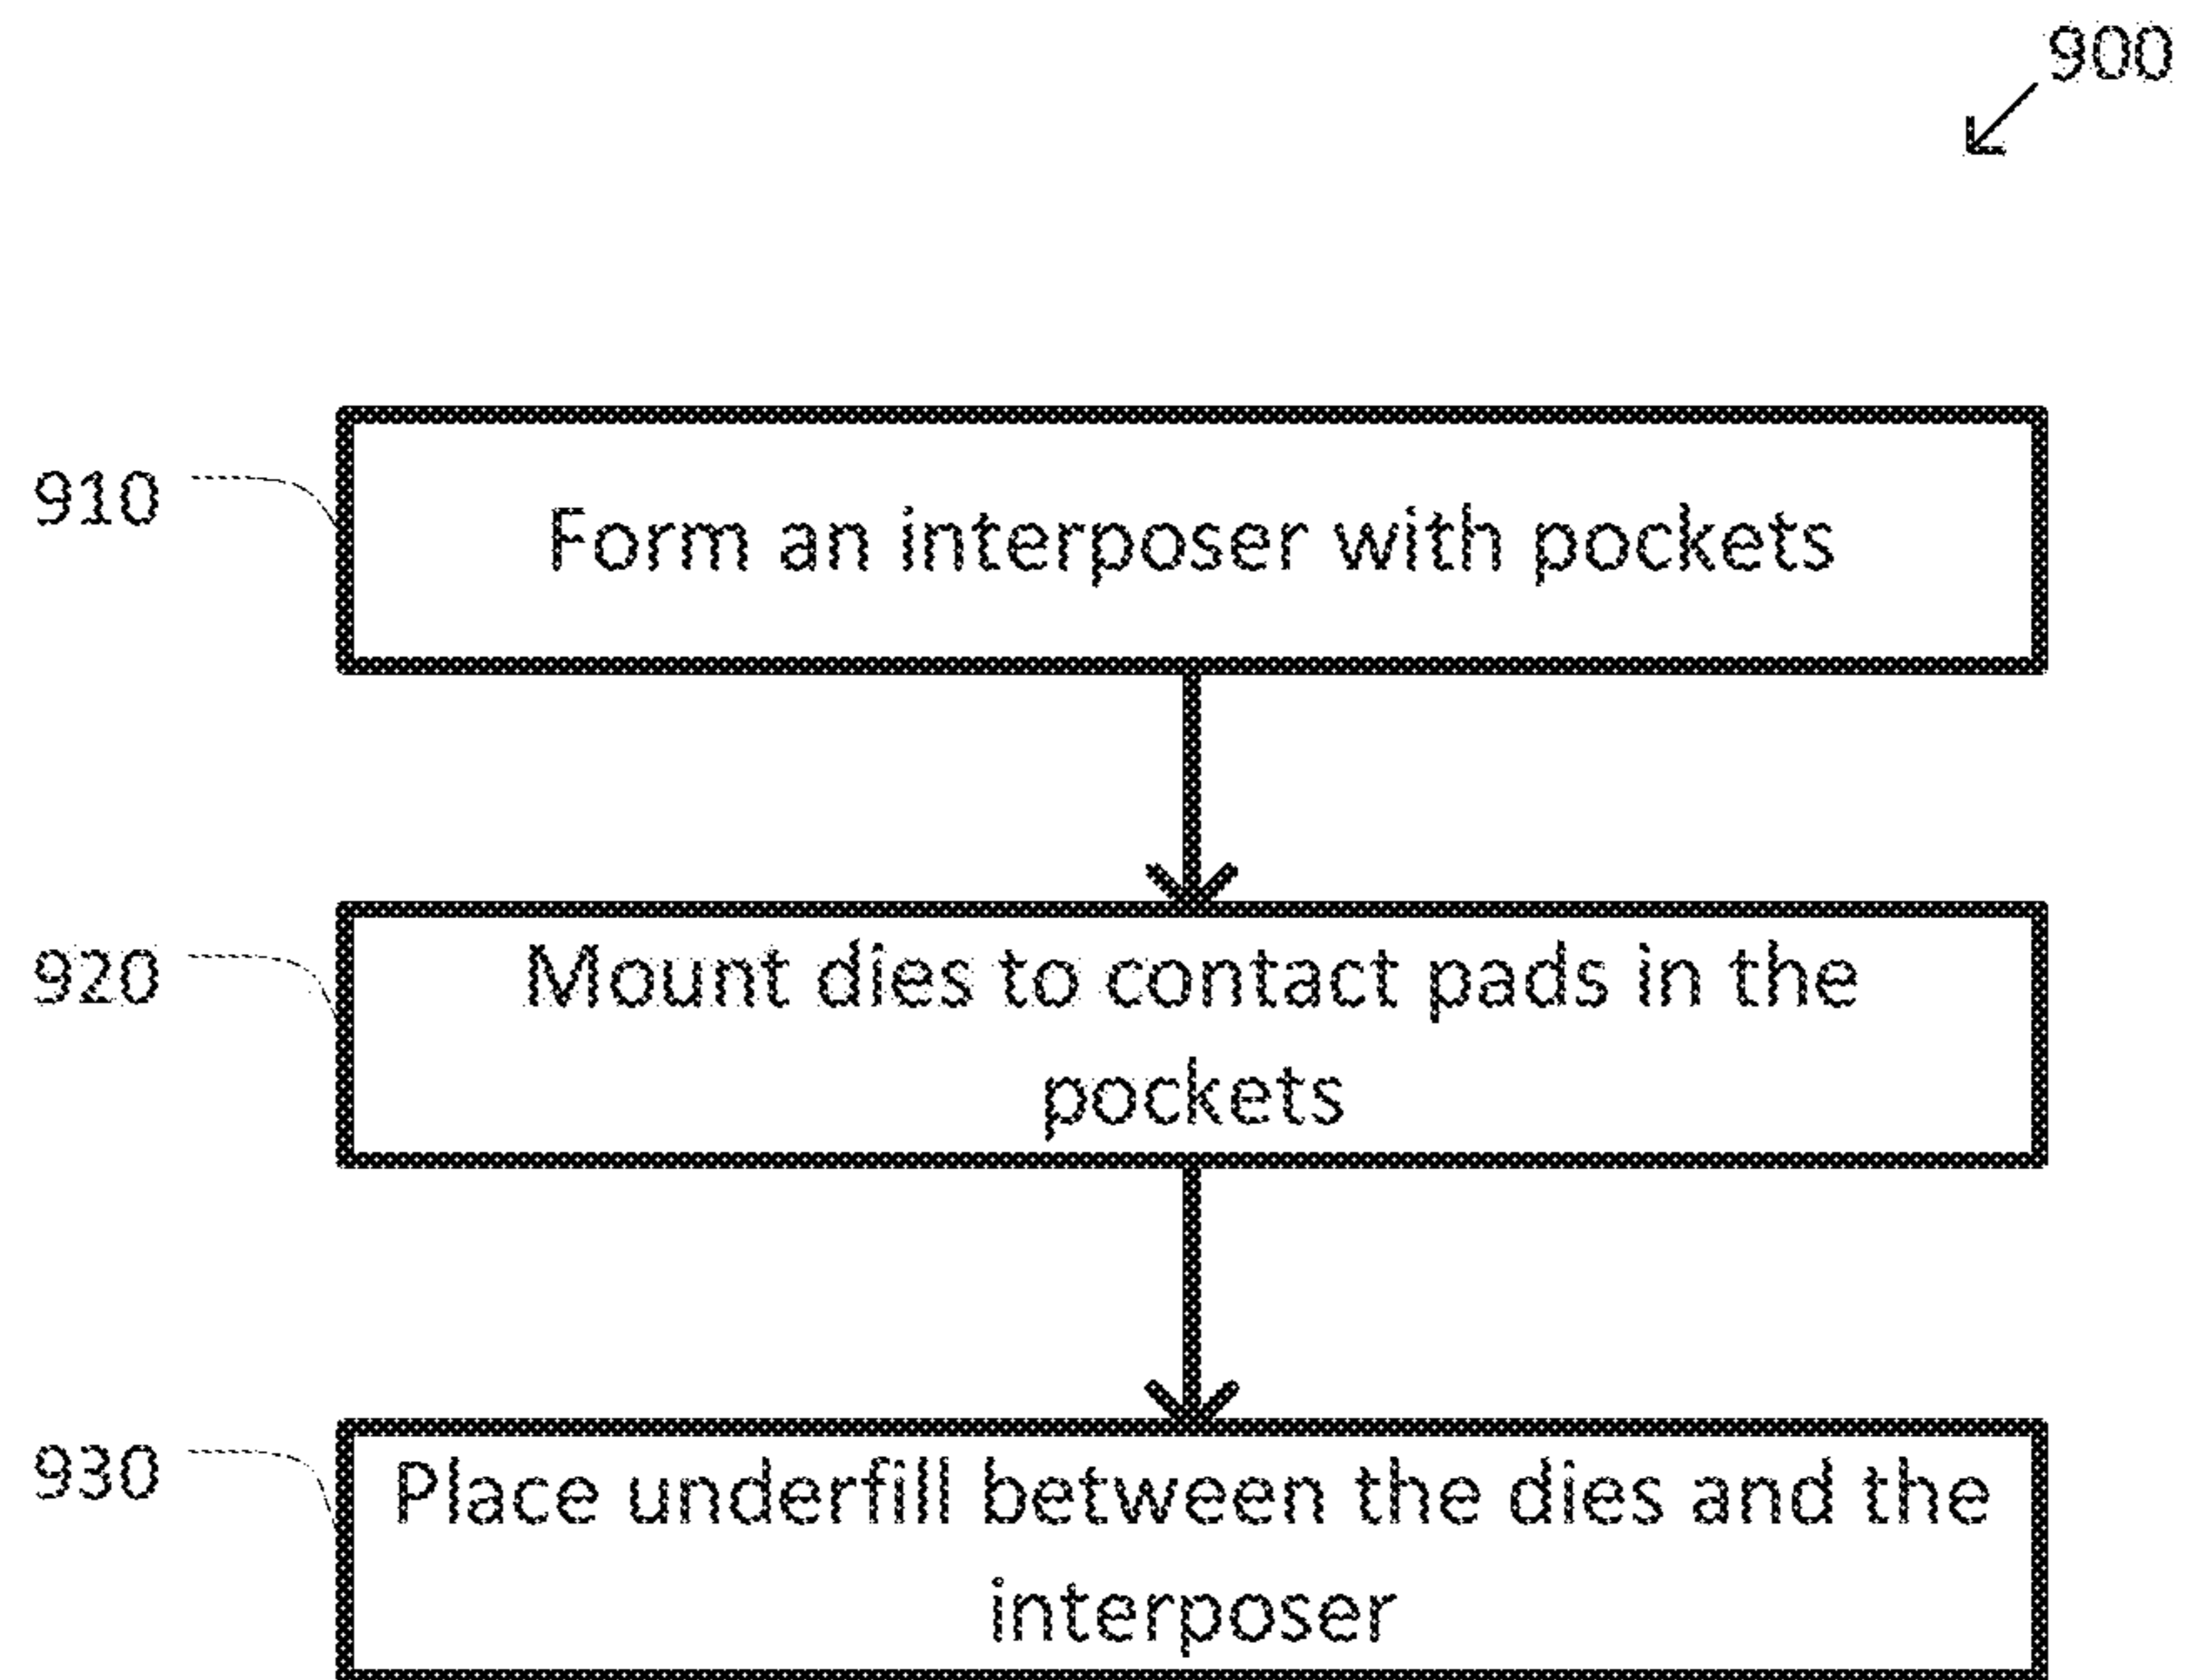 900
910
Form an interposer with pockets
920
Mount dies to contact pads in the
pockets
930
Place underfill between the dies and the
interposer